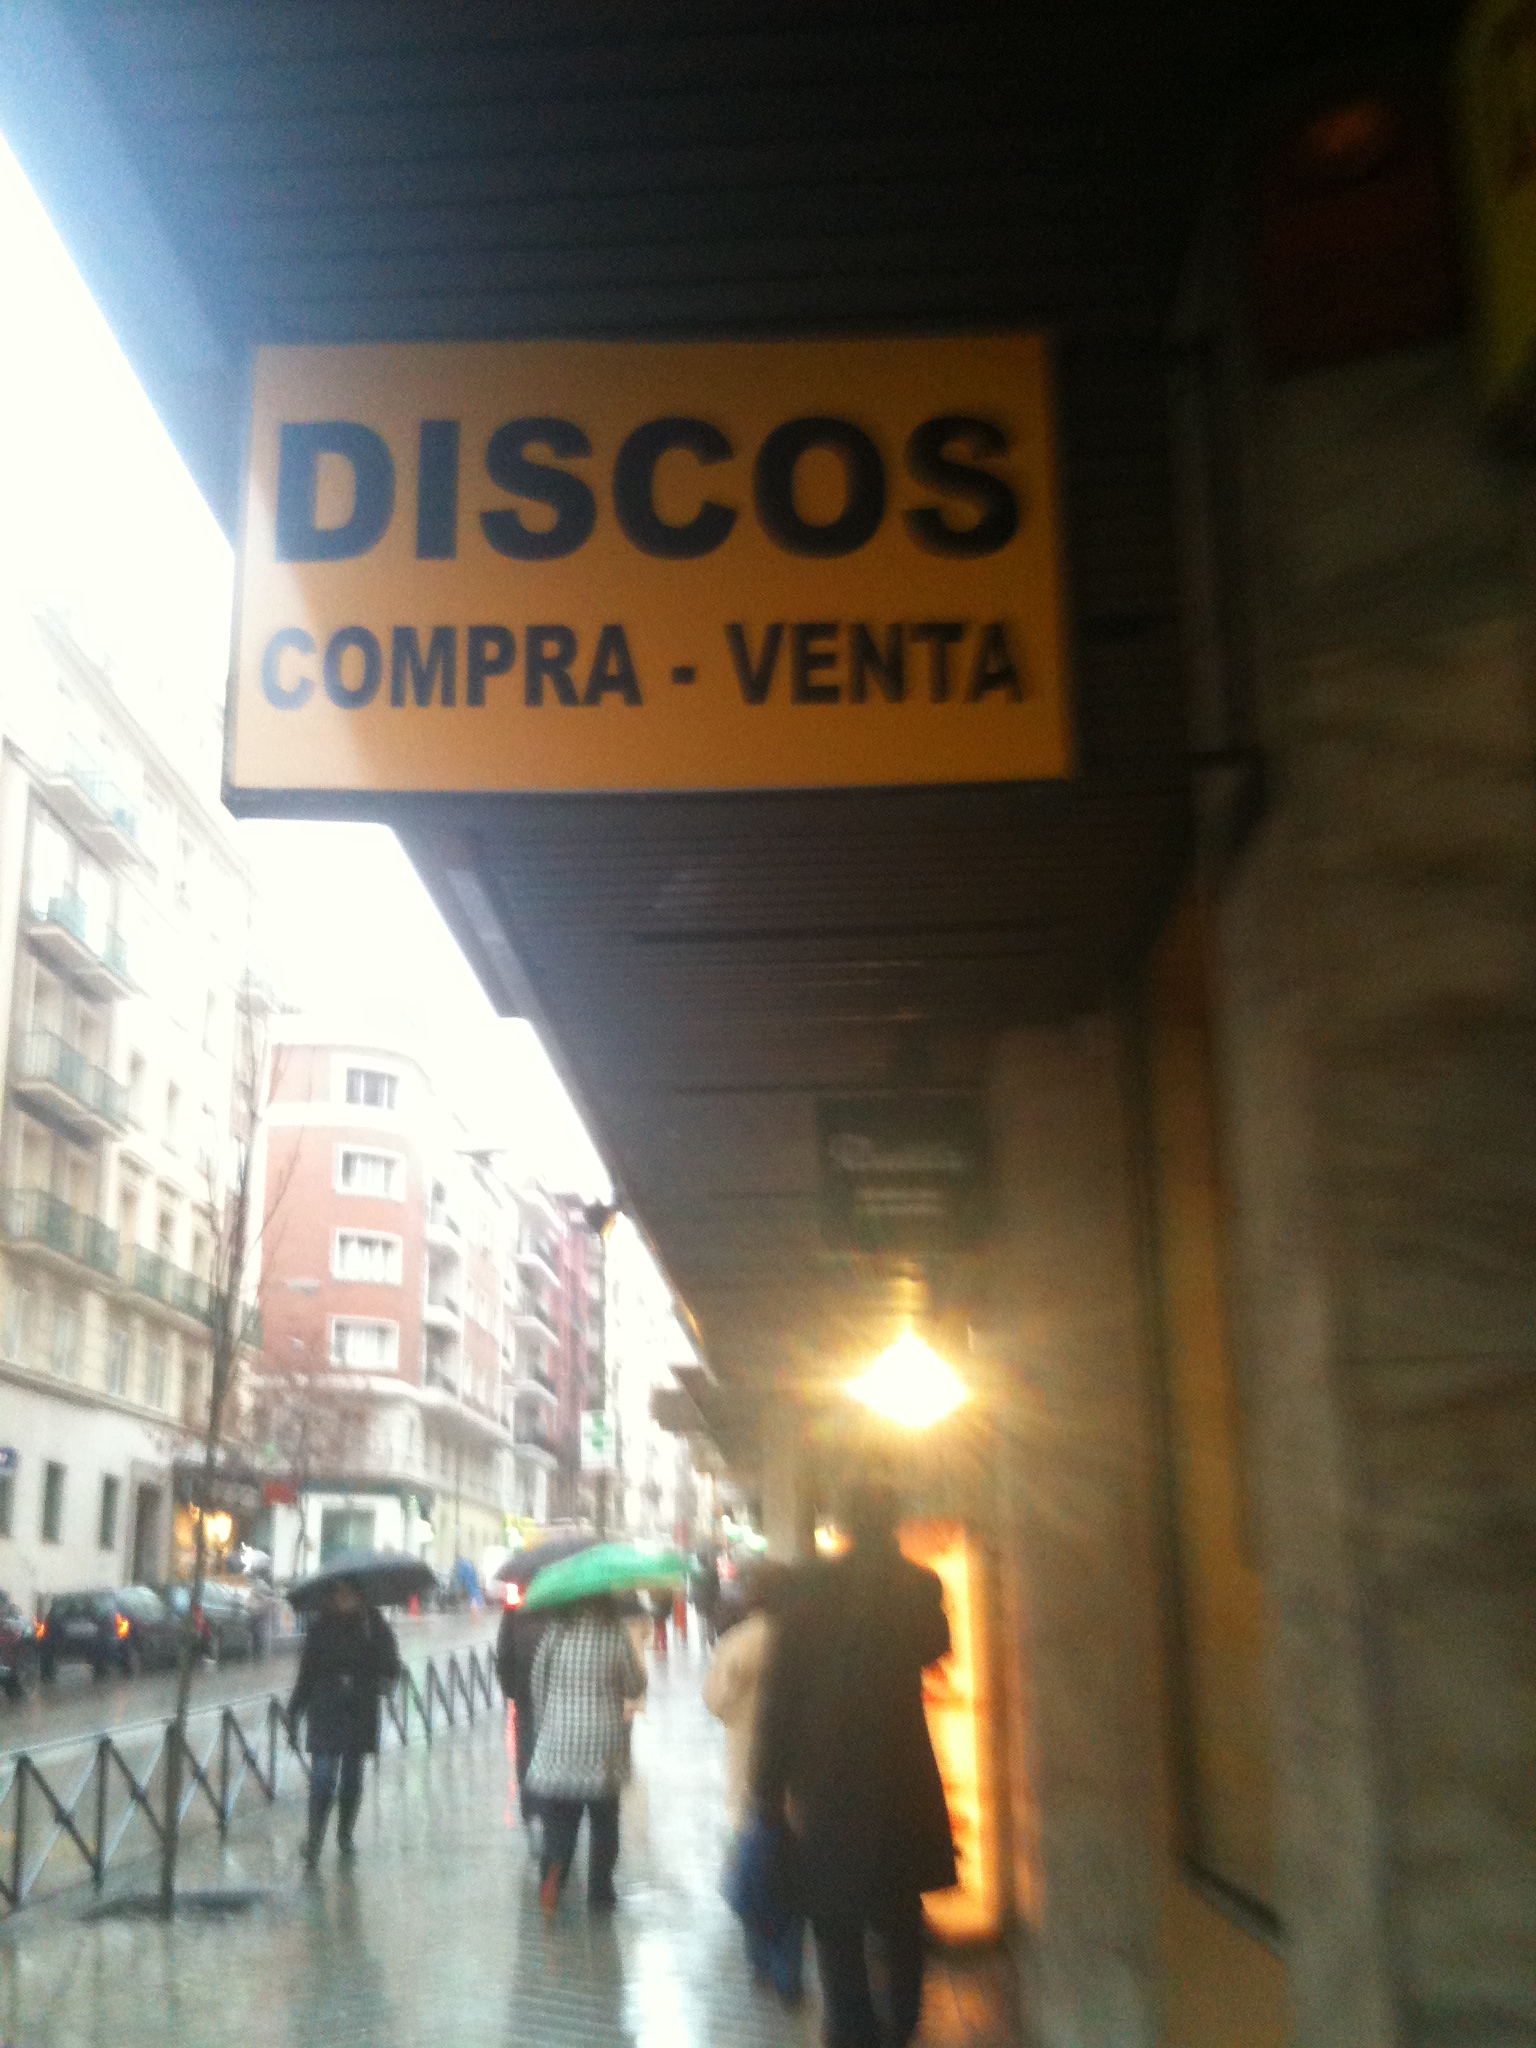 DISCOS
COMPRA - VENTA